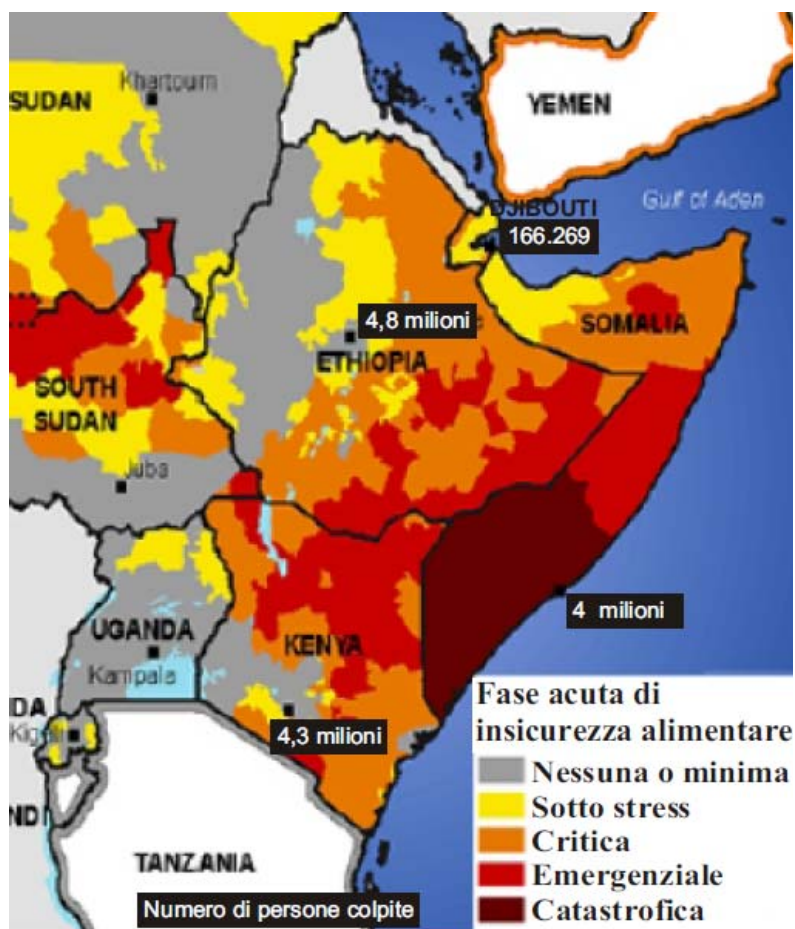 SUDAN
Khartoum
YEMEN
Gulf of Aden
DJIBOUTI
166.269
4,8 milioni
ETHIOPIA
SOMALIA
SOUTH
SUDAN
Juba
4 milioni
UGANDA
KENYA
Kampala
4,3 milioni
TANZANIA
Numero di persone colpite
Fase acuta di
insicurezza alimentare
Nessuna o minima
Sotto stress
Critica
Emergenziale
Catastrofica